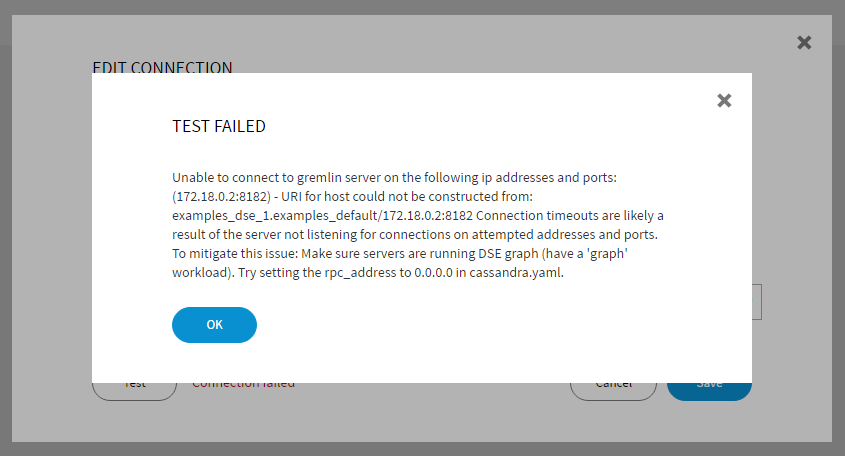 EDIT CONNECTION
TEST FAILED
Unable to connect to gremlin server on the following ip addresses and ports:
(172.18.0.2:8182) - URI for host could not be constructed from:
examples_dse_1.examples_default/172.18.0.2:8182 Connection timeouts are likely a
result of the server not listening for connections on attempted addresses and ports.
To mitigate this issue: Make sure servers are running DSE graph (have a 'graph'
workload). Try setting the rpc_address to 0.0.0.0 in cassandra.yaml.
OK
Test Connection failed Cancel Save